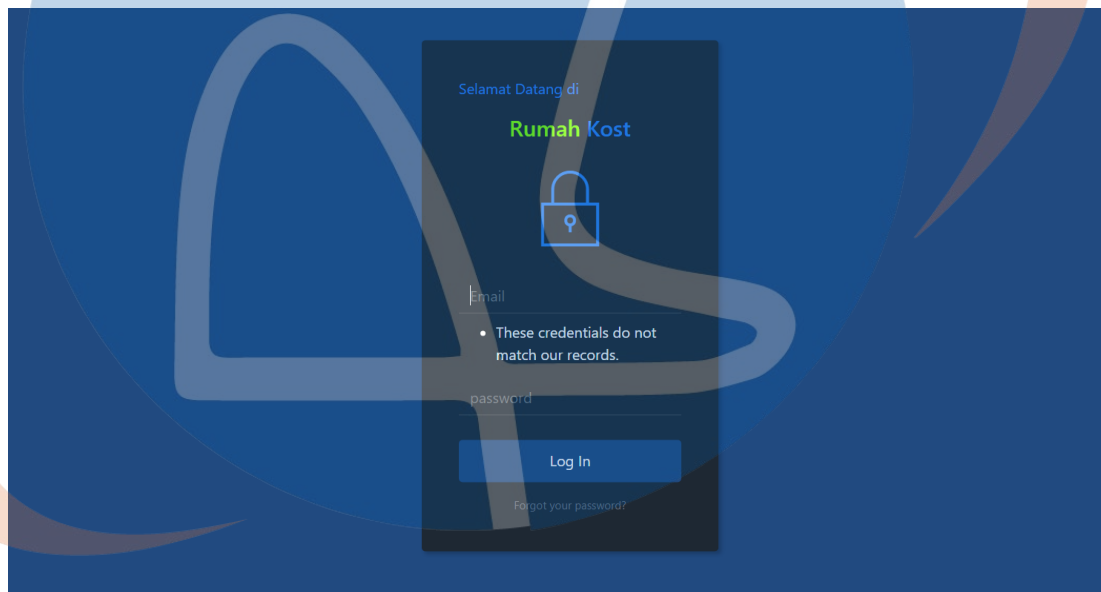 Selamat Datang di
Rumah Kost
Email
These credentials do not
match our records.
password
Log In
Forgot your password?